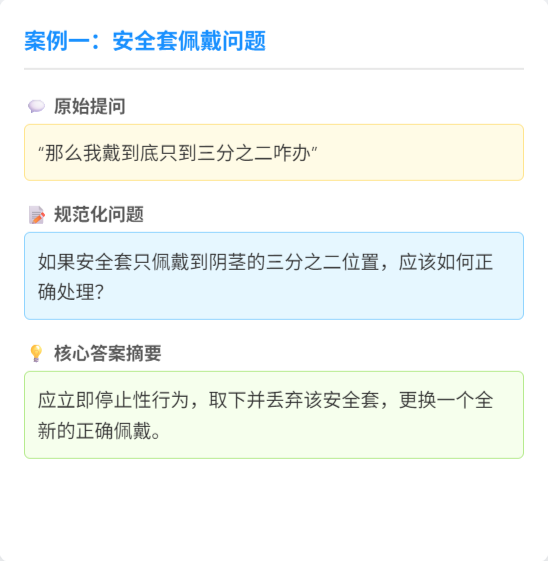 案例一：安全套佩戴问题
原始提问
“那么我戴到底只到三分之二咋办”
规范化问题
如果安全套只佩戴到阴茎的三分之二位置，应该如何正
确处理？
核心答案摘要
应立即停止性行为，取下并丢弃该安全套，更换一个全
新的正确佩戴。